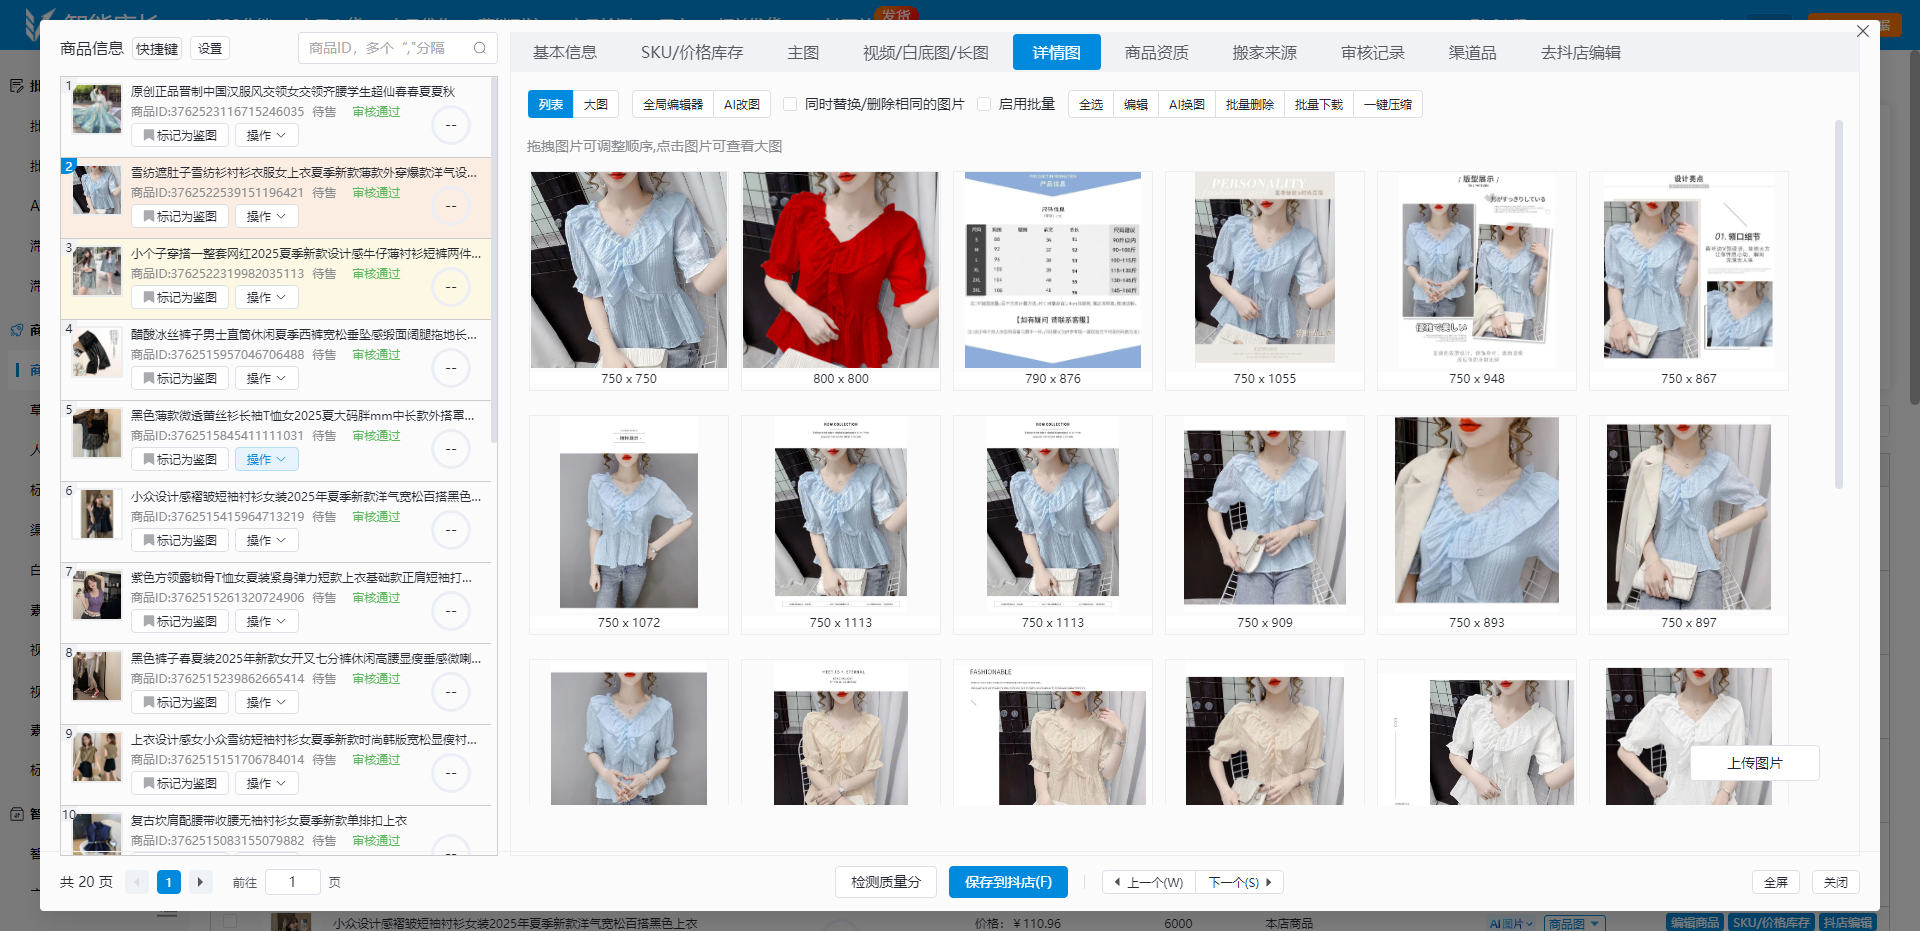 商品信息 快捷键 设置 商品ID, 多个 “,”分隔
基本信息 SKU/价格库存 主图 视频/白底图/长图 详情图 商品资质 搬家来源 审核记录 渠道品 去抖店编辑
列表 大图 全局编辑器 AI改图 同时替换/删除相同的图片 启用批量 全选 编辑 AI换图 批量删除 批量下载 一键压缩
拖拽图片可调整顺序,点击图片可查看大图
1 原创正品晋制中国汉服风交领女交领齐腰学生超仙春春夏夏秋
商品ID:3762523116715246035 待售 审核通过
标记为鉴图 操作 --
2 雪纺遮肚子雪纺衫衬衫衣服女上衣夏季新款薄款外穿爆款洋气设...
商品ID:3762522539151196421 待售 审核通过
标记为鉴图 操作 --
3 小个子穿搭一整套网红2025夏季新款设计感牛仔薄衬衫短裤两件...
商品ID:3762522319982035113 待售 审核通过
标记为鉴图 操作 --
4 醋酸冰丝裤子男士直筒休闲夏季西裤宽松垂坠感缎面阔腿拖地长...
商品ID:3762515957046706488 待售 审核通过
标记为鉴图 操作 --
5 黑色薄款微透蕾丝衫长袖T恤女2025夏大码胖mm中长款外搭罩...
商品ID:3762515845411111031 待售 审核通过
标记为鉴图 操作 --
6 小众设计感褶皱短袖衬衫女装2025年夏季新款洋气宽松百搭黑色...
商品ID:3762515415964713219 待售 审核通过
标记为鉴图 操作 --
7 紫色方领露锁骨T恤女夏装紧身弹力短款上衣基础款正肩短袖打...
商品ID:3762515261320724906 待售 审核通过
标记为鉴图 操作 --
8 黑色裤子春夏装2025年新款女开叉七分裤休闲高腰显瘦垂感微喇...
商品ID:3762515239862665414 待售 审核通过
标记为鉴图 操作 --
9 上衣设计感女小众雪纺短袖衬衫女夏季新款时尚韩版宽松显瘦衬...
商品ID:3762515151706784014 待售 审核通过
标记为鉴图 操作 --
10 复古坎肩配腰带收腰无袖衬衫女夏季新款单排扣上衣
商品ID:3762515083155079882 待售 审核通过
产品信息
尺码信息
【如有疑问 请联系客服】
PERSONALITY
版型展示
设计亮点
01. 领口细节
750 x 750 800 x 800 790 x 876 750 x 1055 750 x 948 750 x 867
750 x 1072 750 x 1113 750 x 1113 750 x 909 750 x 893 750 x 897
FASHIONABLE
上传图片
共 20 页 1 前往 1 页
检测质量分 保存到抖店(F) 上一个(W) 下一个(S) 全屏 关闭
小众设计感褶皱短袖衬衫女装2025年夏季新款洋气宽松百搭黑色上衣 价格: ￥110.96 6000 本店商品 AI图片 商品图 编辑商品 SKU/价格库存 抖店编辑